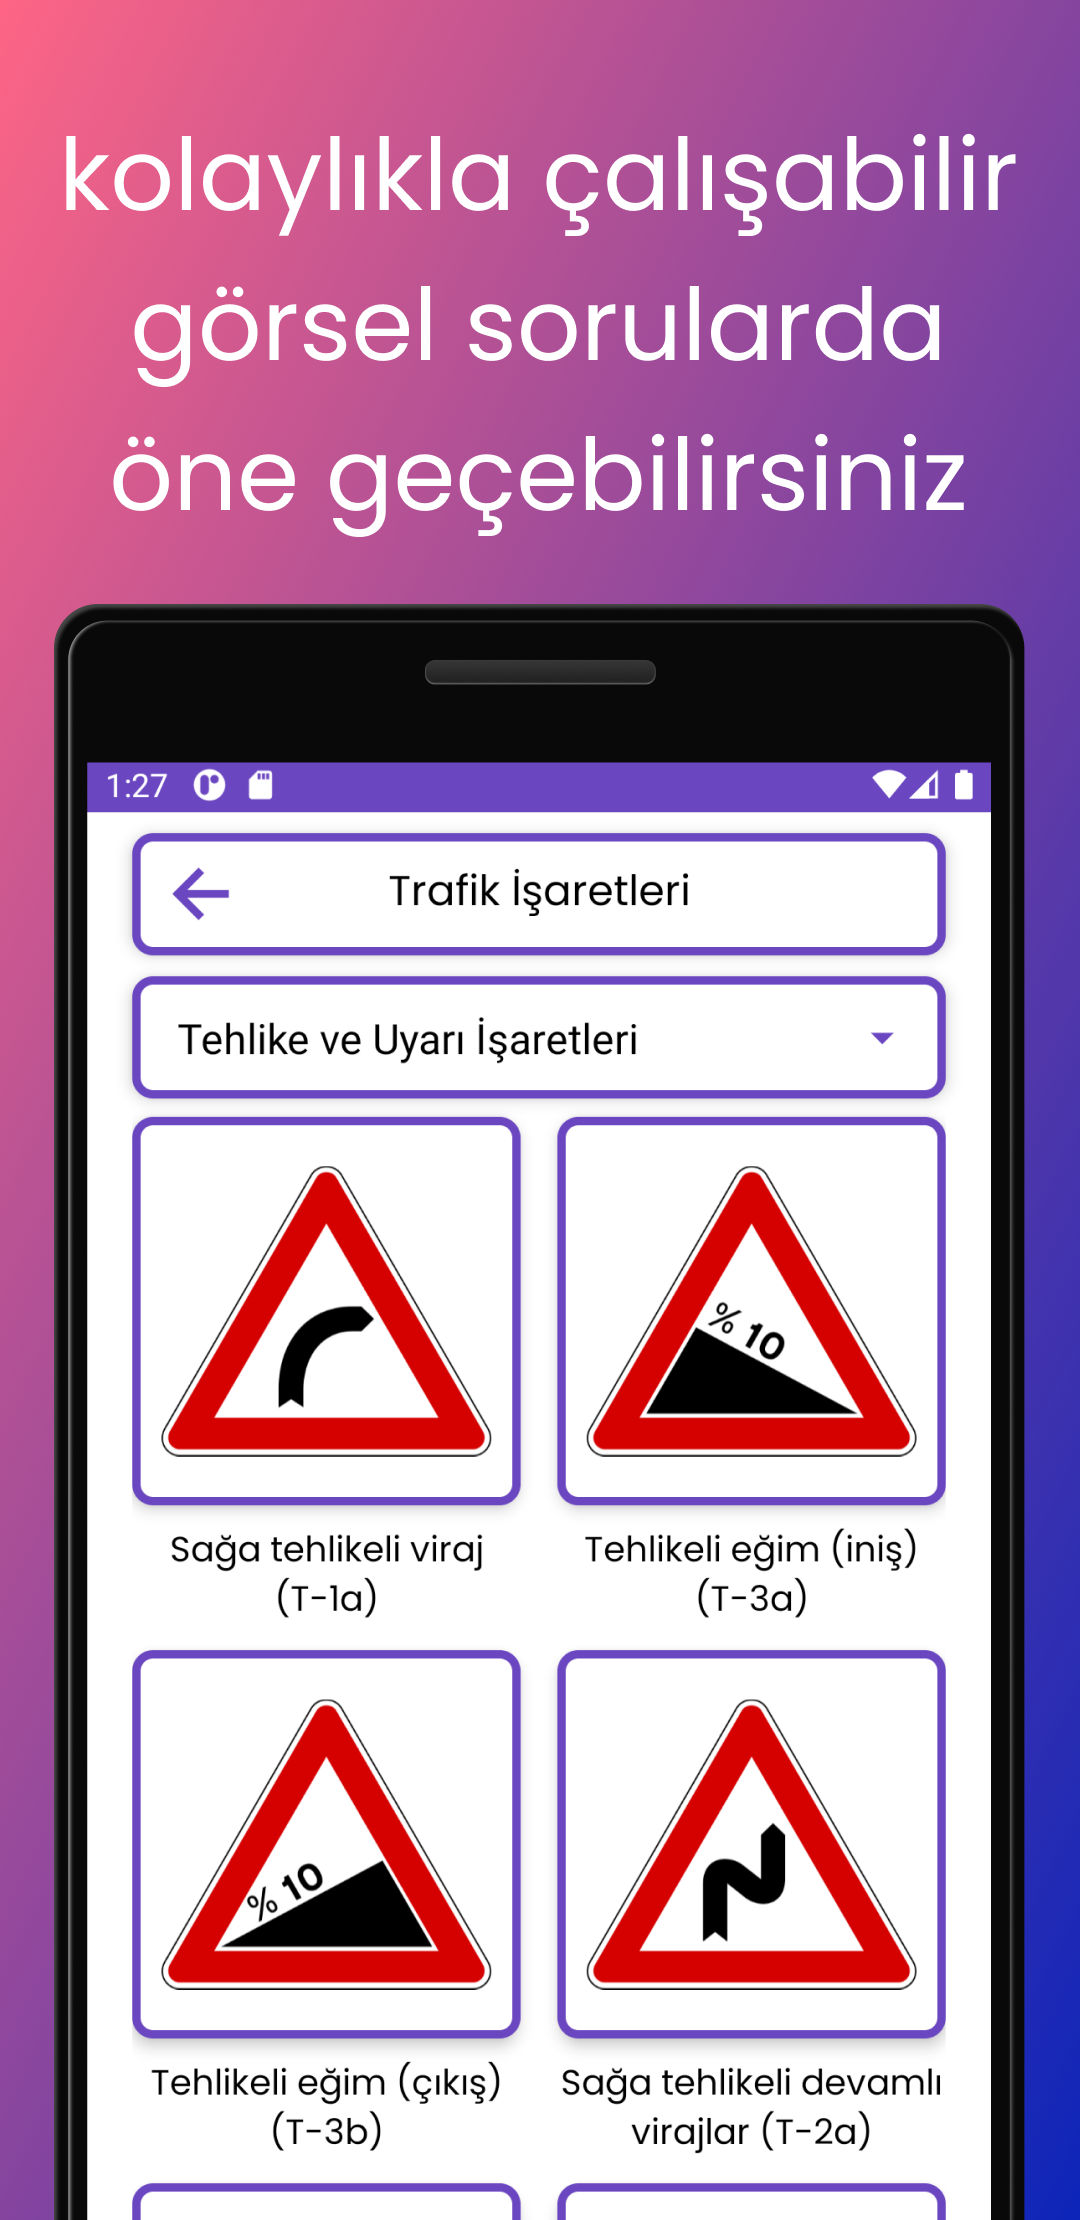 kolaylıkla çalışabilir
görsel sorularda
öne geçebilirsiniz
1:27
Trafik İşaretleri
Tehlike ve Uyarı İşaretleri
% 10
Sağa tehlikeli viraj
(T-1a)
Tehlikeli eğim (iniş)
(T-3a)
% 10
Tehlikeli eğim (çıkış)
(T-3b)
Sağa tehlikeli devamlı
virajlar (T-2a)